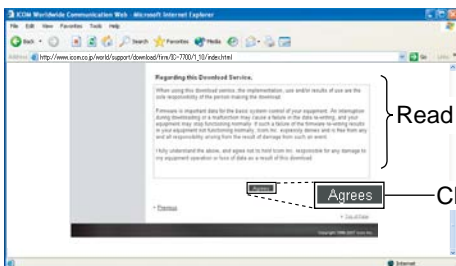 ICOM Worldwide Communication Web - Microsoft Internet Explorer
File Edit View Favorites Tools Help
Back Search Favorites Media
Address http://www.icom.co.jp/world/support/download/firm/IC-7700/1_10/index.html Go Links
Regarding this Download Service.
When using this download service, the implementation, use and/or results of use are the
sole responsibility of the person making the download.
Firmware is important data for the basic system control of your equipment. An interruption
during downloading or a malfunction may cause a failure in the data re-writing, and your
equipment may stop functioning normally. If such a failure of the firmware re-writing results
in your equipment not functioning normally, Icom Inc. expressly denies and is free from any
and all responsibility arising from the result of damage from such an event.
I fully understand the above, and agree not to hold Icom Inc. responsible for any damage to
my equipment operation or loss of data as a result of this download.
Read
Agrees
Agrees
Previous
Top of Page
Internet